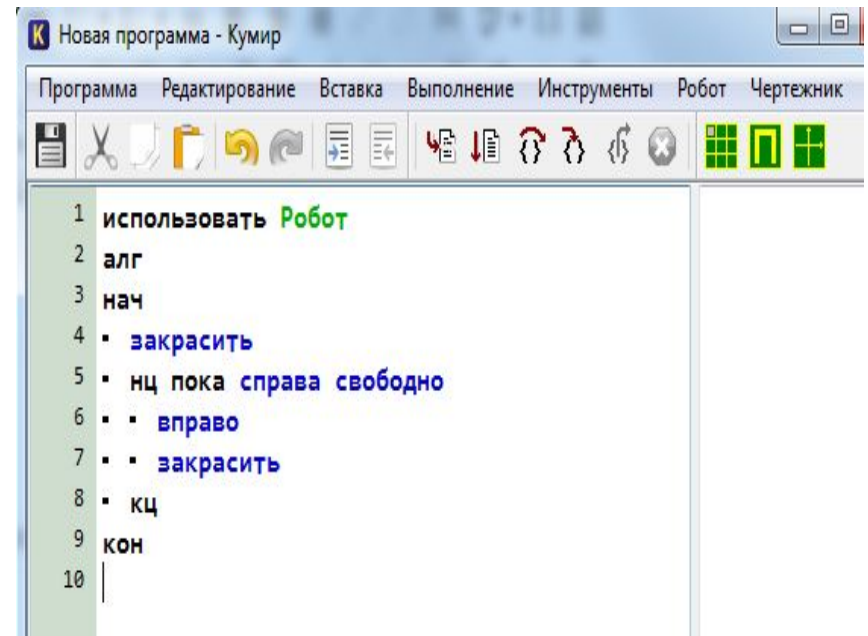 Новая программа - Кумир
Программа Редактирование Вставка Выполнение Инструменты Робот Чертежник
1 использовать Робот
2 алг
3 нач
4 закрасить
5 нц пока справа свободно
6 вправо
7 закрасить
8 кц
9 кон
10